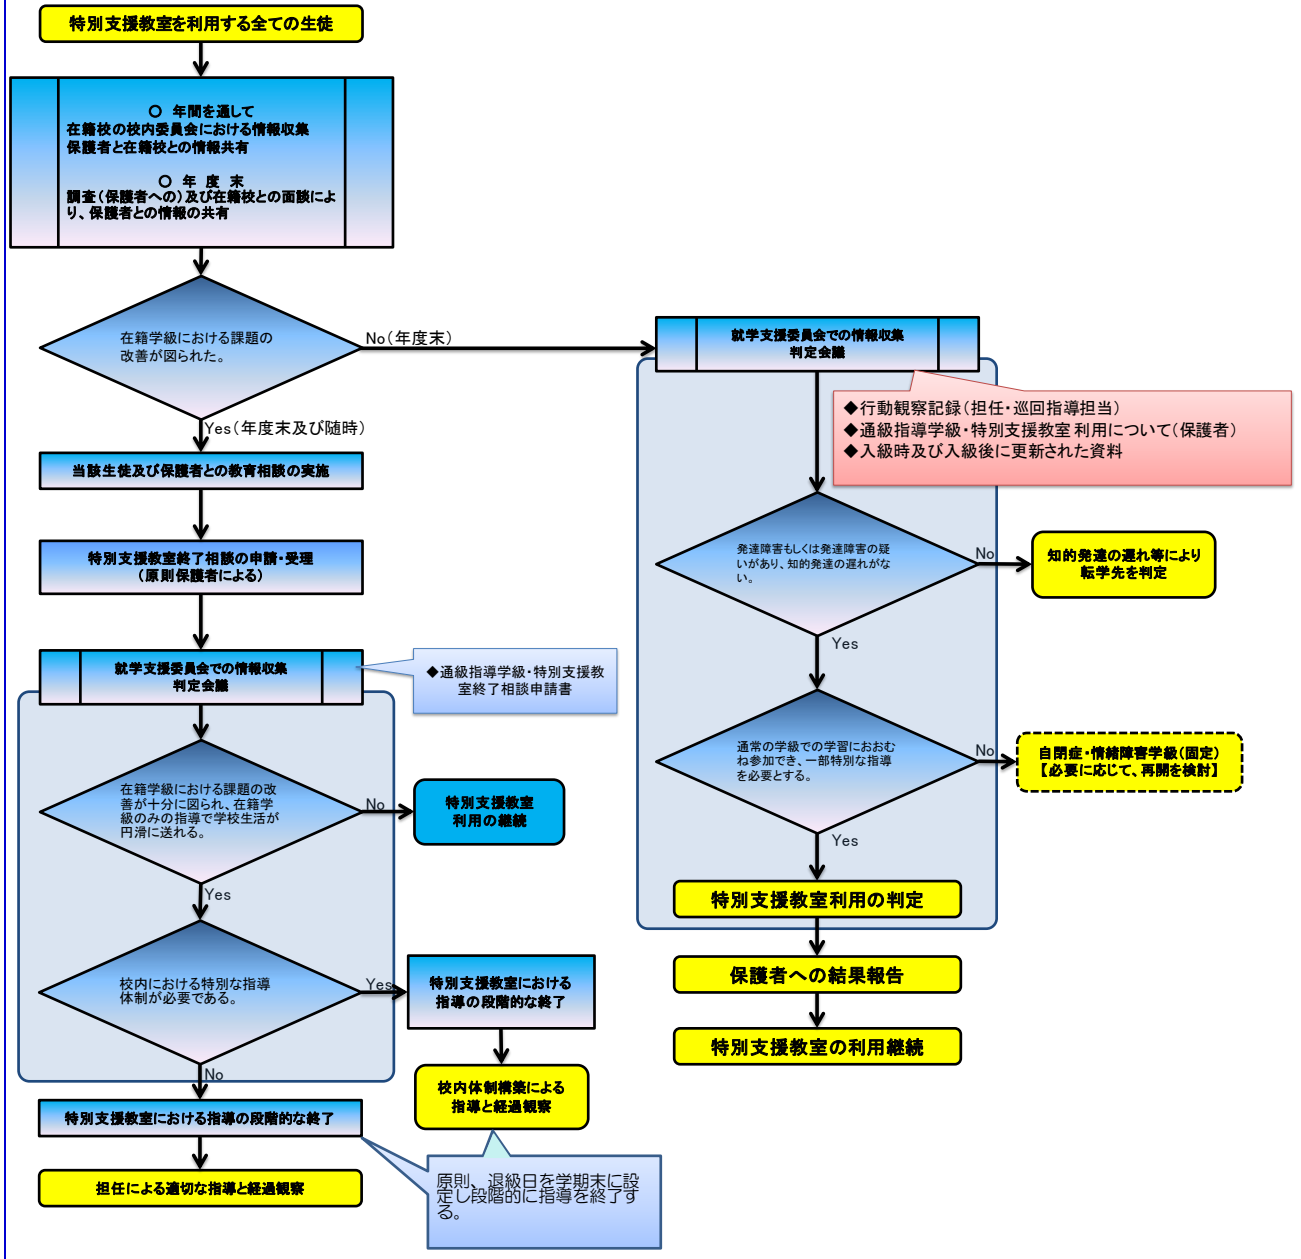 特別支援教室を利用する全ての生徒
○ 年間を通して
在籍校の校内委員会における情報収集
保護者と在籍校との情報共有
○ 年 度 末
調査(保護者への)及び在籍校との面談によ
り、保護者との情報の共有
在籍学級における課題の
改善が図られた。
No(年度末)
Yes(年度末及び随時)
当該生徒及び保護者との教育相談の実施
特別支援教室終了相談の申請・受理
(原則保護者による)
就学支援委員会での情報収集
判定会議
◆通級指導学級・特別支援教
室終了相談申請書
在籍学級における課題の改
善が十分に図られ、在籍学
級のみの指導で学校生活が
円滑に送れる。
No
特別支援教室
利用の継続
Yes
校内における特別な指導
体制が必要である。
Yes
特別支援教室における
指導の段階的な終了
校内体制構築による
指導と経過観察
No
特別支援教室における指導の段階的な終了
担任による適切な指導と経過観察
原則、退級日を学期末に設
定し段階的に指導を終了す
る。
就学支援委員会での情報収集
判定会議
◆行動観察記録(担任・巡回指導担当)
◆通級指導学級・特別支援教室 利用について(保護者)
◆入級時及び入級後に更新された資料
発達障害もしくは発達障害の疑
いがあり、知的発達の遅れがな
い。
No
知的発達の遅れ等により
転学先を判定
Yes
通常の学級での学習におおむ
ね参加でき、一部特別な指導
を必要とする。
No
自閉症・情緒障害学級(固定)
【必要に応じて、再開を検討】
Yes
特別支援教室利用の判定
保護者への結果報告
特別支援教室の利用継続